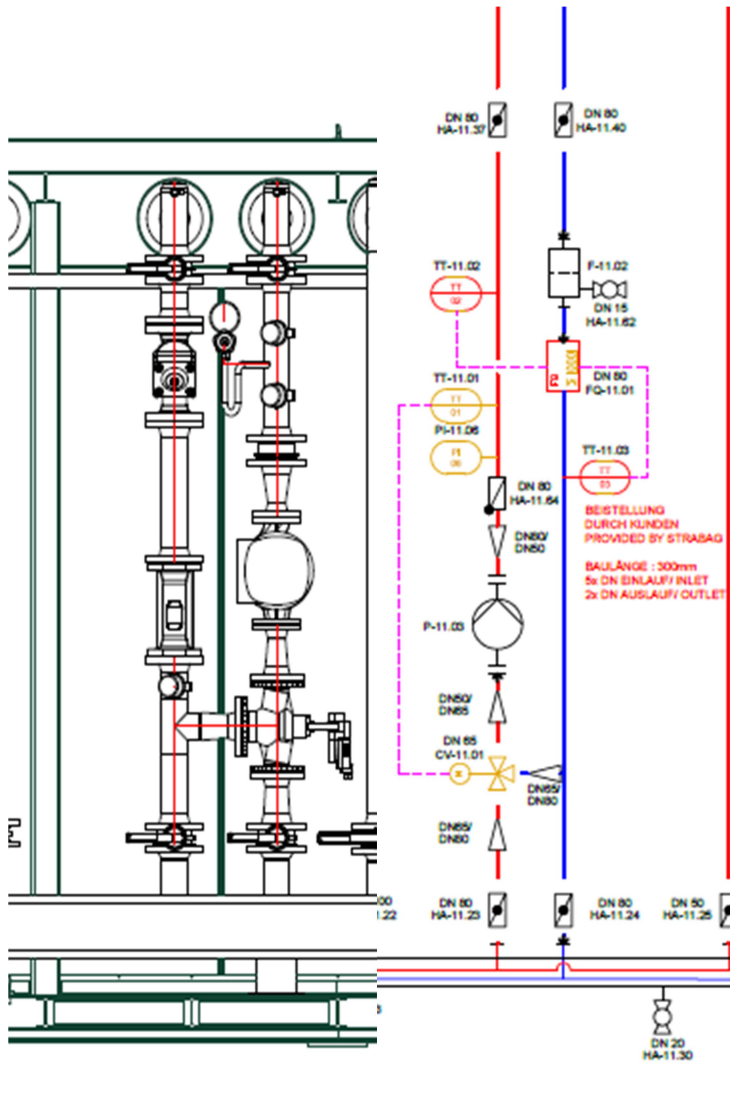 DN 80
HA-11.37
DN 80
HA-11.40
TT-11.02
TT
02
F-11.02
DN 15
HA-11.62
TT-11.01
TT
01
FQ
DN 80
FQ-11.01
PI-11.06
PI
06
TT-11.03
TT
03
DN 80
HA-11.64
BEISTELLUNG
DURCH KUNDEN
PROVIDED BY STRABAG
DN80/
DN50
BAULÄNGE : 300mm
5x DN EINLAUF/ INLET
2x DN AUSLAUF/ OUTLET
P-11.03
DN50/
DN65
DN 65
CV-11.01
M
DN65/
DN80
DN65/
DN80
00
1.22
DN 80
HA-11.23
DN 80
HA-11.24
DN 50
HA-11.25
DN 20
HA-11.30